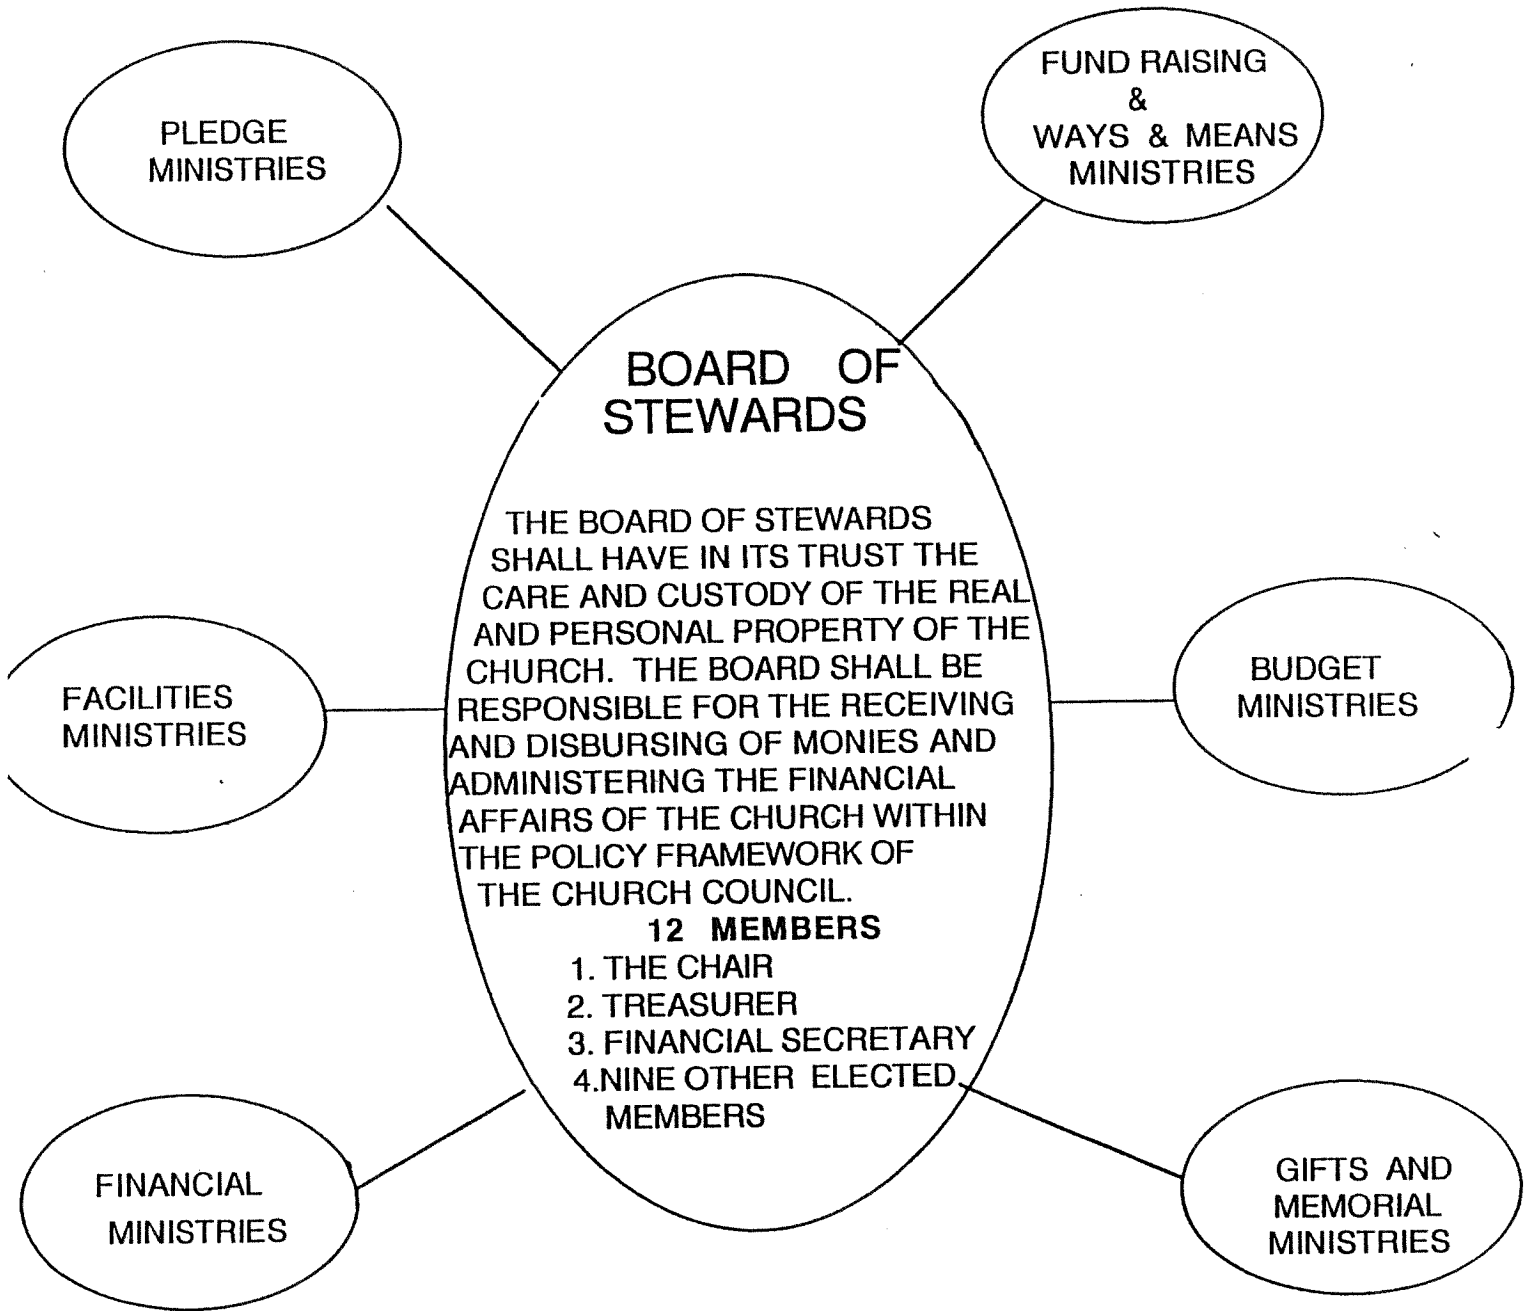 PLEDGE
MINISTRIES
FUND RAISING
&
WAYS & MEANS
MINISTRIES
BOARD OF
STEWARDS
THE BOARD OF STEWARDS
SHALL HAVE IN ITS TRUST THE
CARE AND CUSTODY OF THE REAL
AND PERSONAL PROPERTY OF THE
CHURCH. THE BOARD SHALL BE
RESPONSIBLE FOR THE RECEIVING
AND DISBURSING OF MONIES AND
ADMINISTERING THE FINANCIAL
AFFAIRS OF THE CHURCH WITHIN
THE POLICY FRAMEWORK OF
THE CHURCH COUNCIL.
12 MEMBERS
1. THE CHAIR
2. TREASURER
3. FINANCIAL SECRETARY
4.NINE OTHER ELECTED
MEMBERS
FACILITIES
MINISTRIES
BUDGET
MINISTRIES
FINANCIAL
MINISTRIES
GIFTS AND
MEMORIAL
MINISTRIES